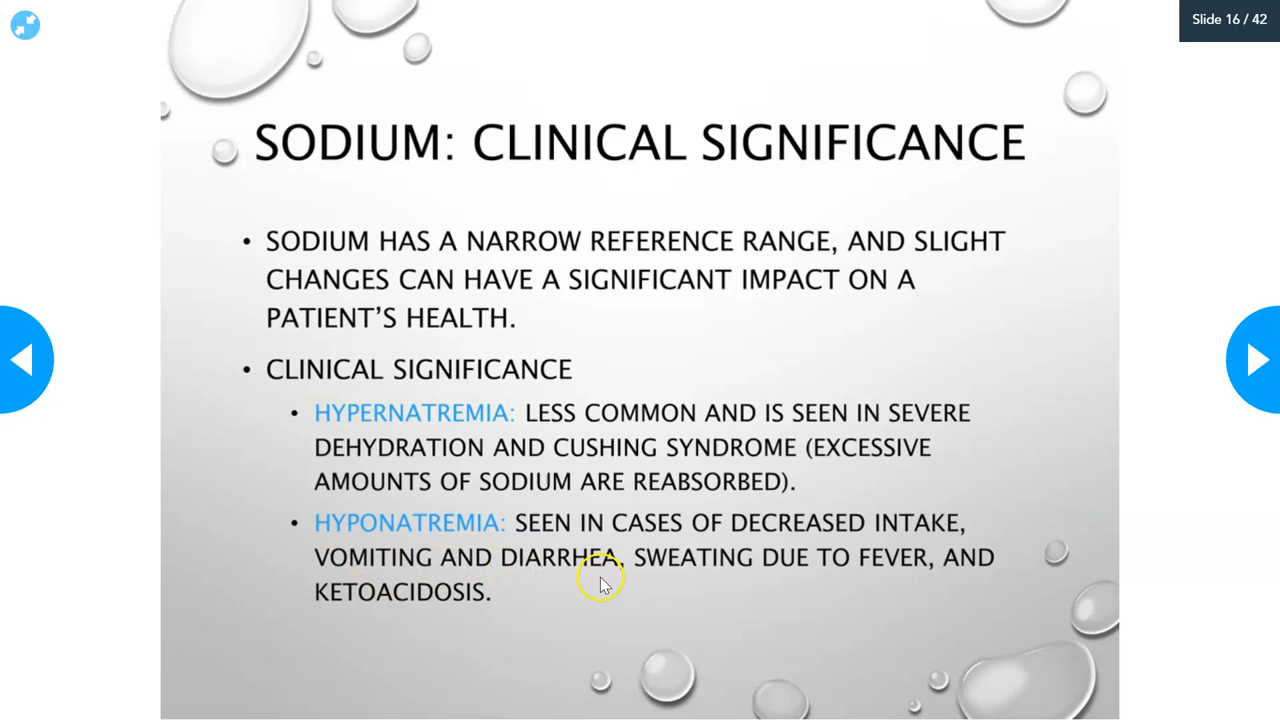 Slide 16 / 42
SODIUM: CLINICAL SIGNIFICANCE
• SODIUM HAS A NARROW REFERENCE RANGE, AND SLIGHT
CHANGES CAN HAVE A SIGNIFICANT IMPACT ON A
PATIENT'S HEALTH.
• CLINICAL SIGNIFICANCE
• HYPERNATREMIA: LESS COMMON AND IS SEEN IN SEVERE
DEHYDRATION AND CUSHING SYNDROME (EXCESSIVE
AMOUNTS OF SODIUM ARE REABSORBED).
• HYPONATREMIA: SEEN IN CASES OF DECREASED INTAKE,
VOMITING AND DIARRHEA, SWEATING DUE TO FEVER, AND
KETOACIDOSIS.